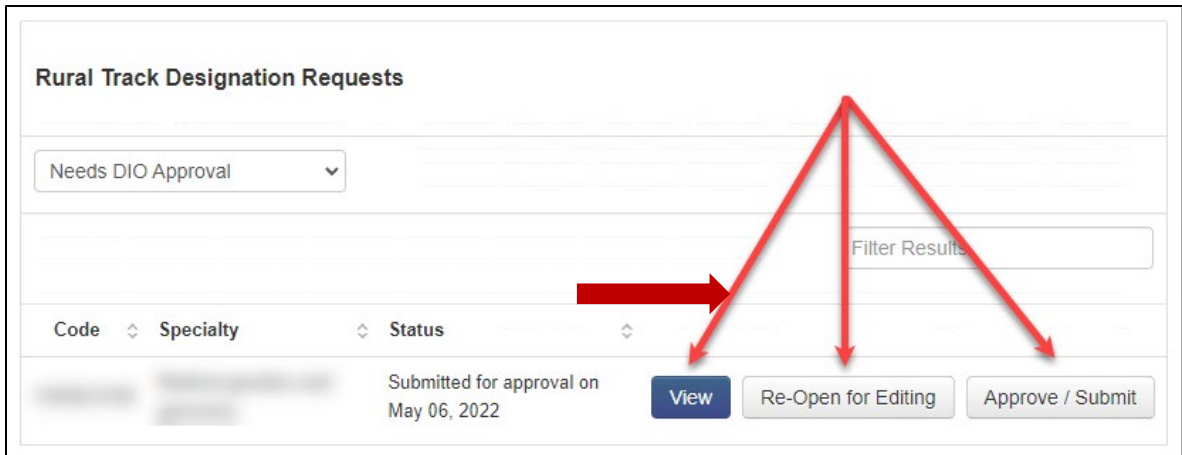 Rural Track Designation Requests
Needs DIO Approval
Filter Results
Code Specialty Status
Submitted for approval on
May 06, 2022
View Re-Open for Editing Approve / Submit